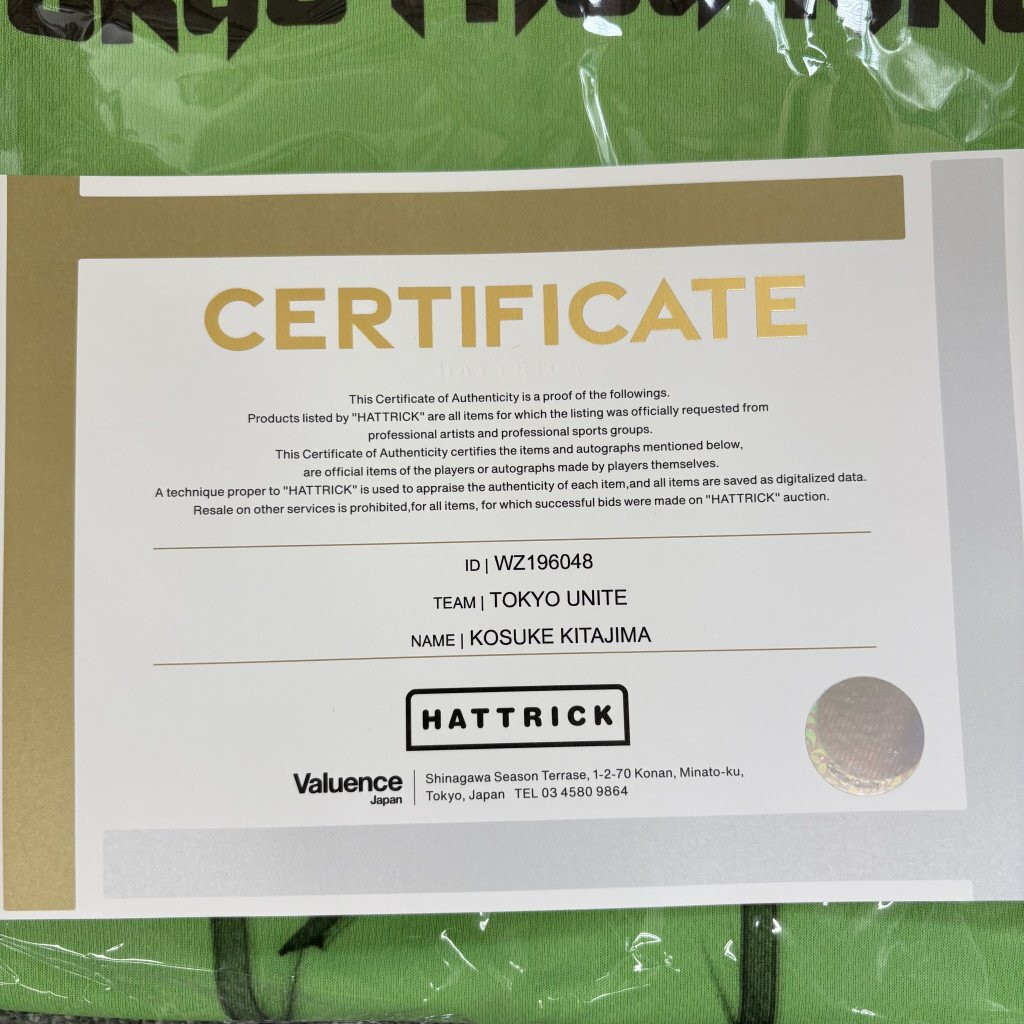 CERTIFICATE
HATTRICK
This Certificate of Authenticity is a proof of the followings.
Products listed by "HATTRICK" are all items for which the listing was officially requested from
professional artists and professional sports groups.
This Certificate of Authenticity certifies the items and autographs mentioned below,
are official items of the players or autographs made by players themselves.
A technique proper to "HATTRICK" is used to appraise the authenticity of each item,and all items are saved as digitalized data.
Resale on other services is prohibited,for all items, for which successful bids were made on "HATTRICK" auction.
ID | WZ196048
TEAM | TOKYO UNITE
NAME | KOSUKE KITAJIMA
HATTRICK
Valuence
Japan
Shinagawa Season Terrase, 1-2-70 Konan, Minato-ku,
Tokyo, Japan TEL 03 4580 9864